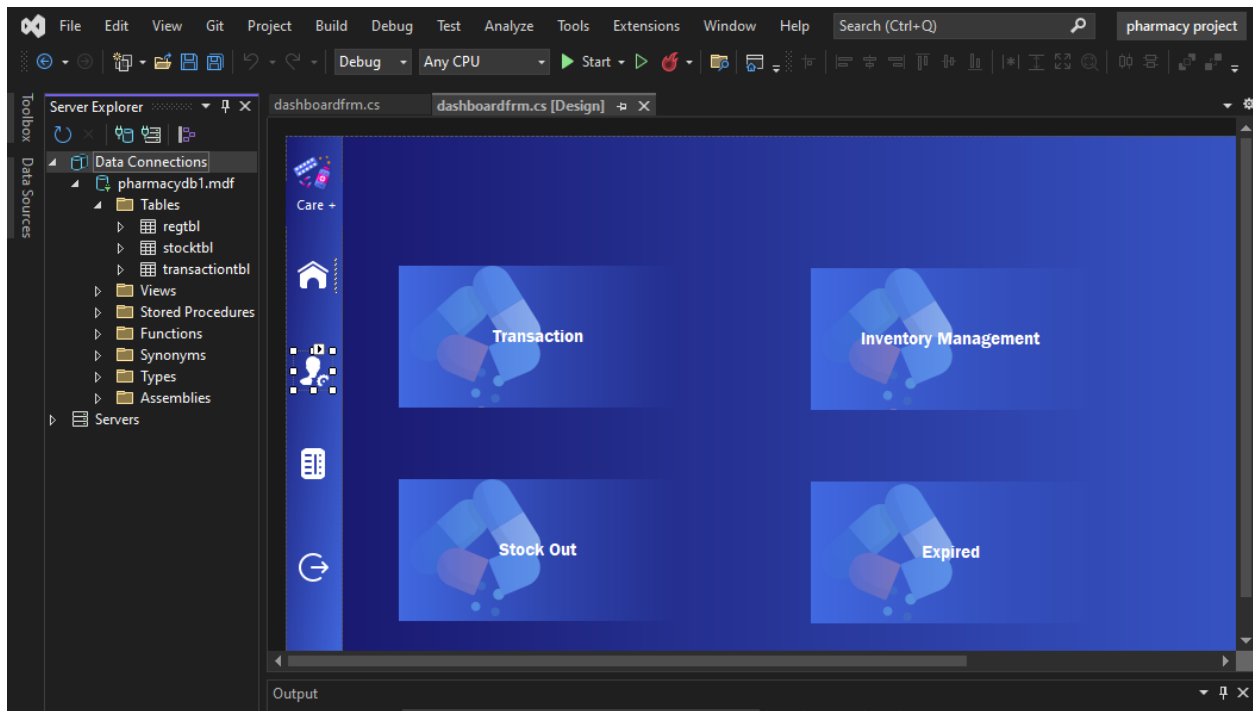 File Edit View Git Project Build Debug Test Analyze Tools Extensions Window Help Search (Ctrl+Q) pharmacy project
Debug Any CPU Start
Toolbox
Data Sources
Server Explorer
Data Connections
pharmacydb1.mdf
Tables
regtbl
stocktbl
transactiontbl
Views
Stored Procedures
Functions
Synonyms
Types
Assemblies
Servers
dashboardfrm.cs dashboardfrm.cs [Design]
Care +
Transaction
Inventory Management
Stock Out
Expired
Output